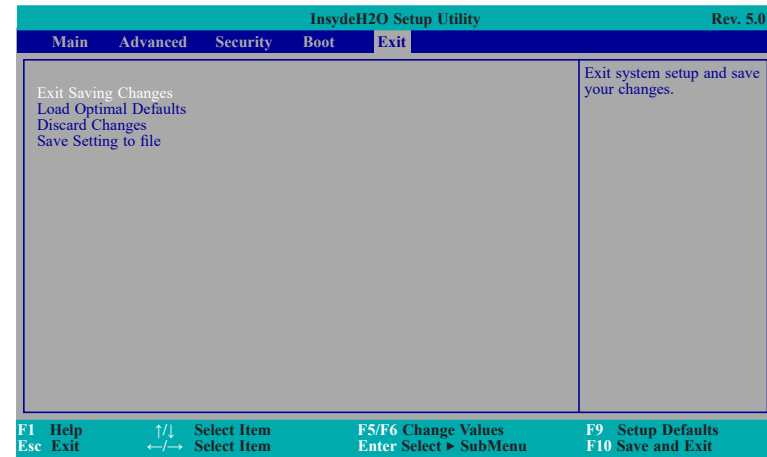 InsydeH2O Setup Utility Rev. 5.0
Main Advanced Security Boot Exit
Exit Saving Changes
Load Optimal Defaults
Discard Changes
Save Setting to file
Exit system setup and save
your changes.
F1 Help ↑/↓ Select Item F5/F6 Change Values F9 Setup Defaults
Esc Exit ←/→ Select Item Enter Select ► SubMenu F10 Save and Exit